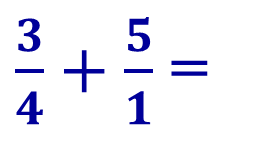 3/4 + 5/1 =